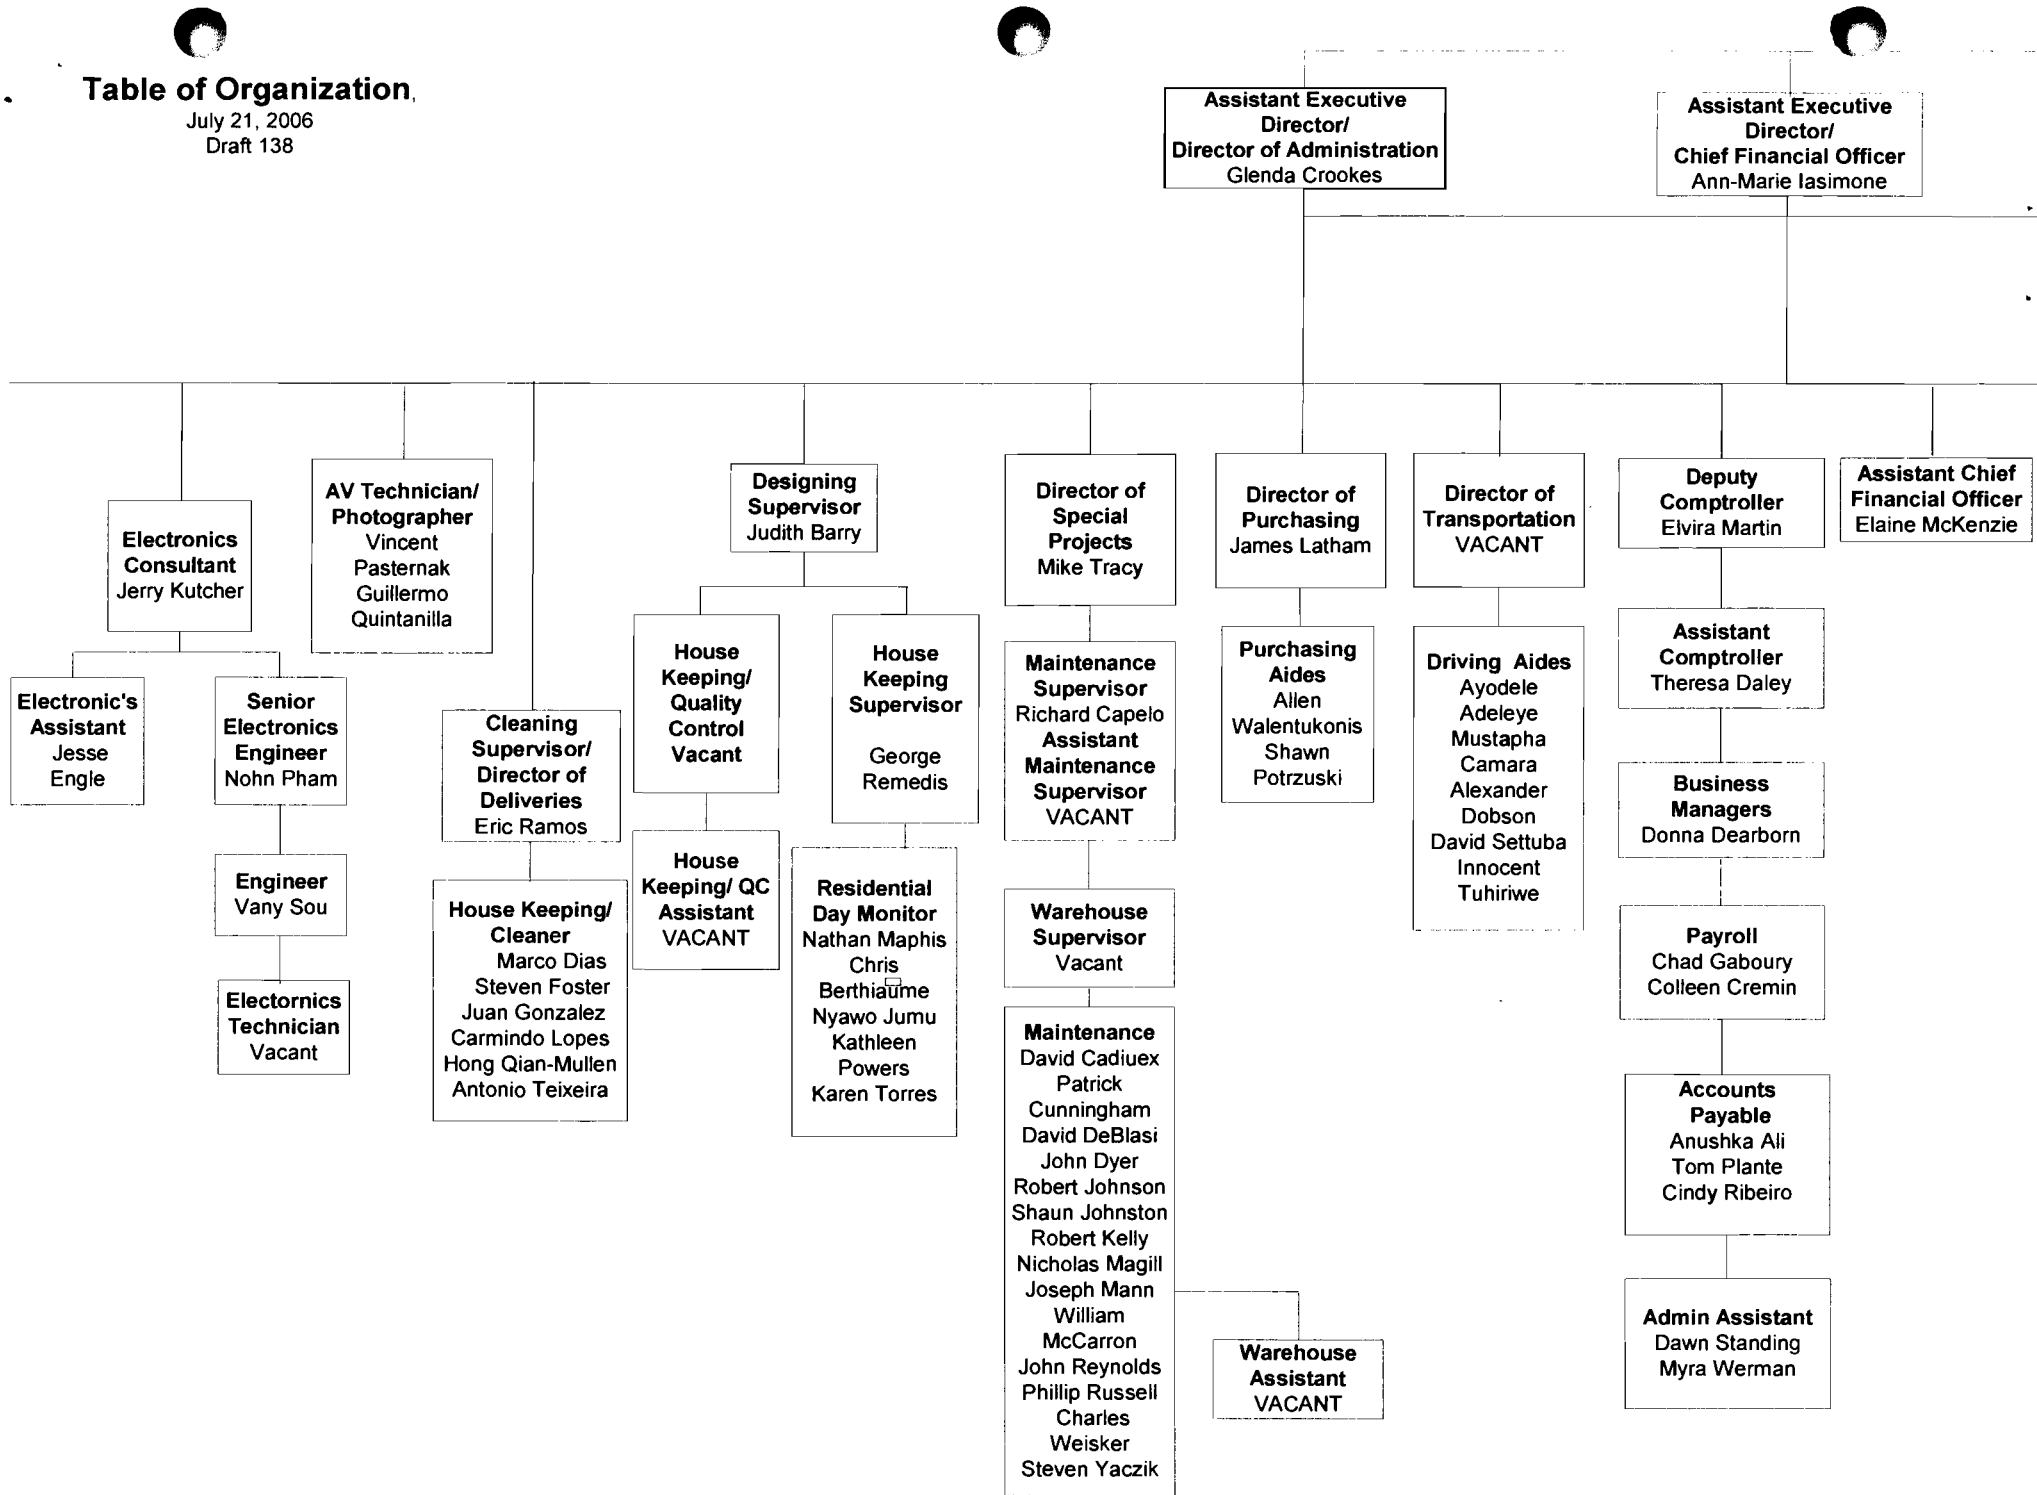 Table of Organization
July 21, 2006
Draft 138
Assistant Executive
Director/
Director of Administration
Glenda Crookes
Assistant Executive
Director/
Chief Financial Officer
Ann-Marie Iasimone
Electronics
Consultant
Jerry Kutcher
Electronic's
Assistant
Jesse
Engle
Senior
Electronics
Engineer
Nohn Pham
Engineer
Vany Sou
Electornics
Technician
Vacant
AV Technician/
Photographer
Vincent
Pasternak
Guillermo
Quintanilla
Cleaning
Supervisor/
Director of
Deliveries
Eric Ramos
House Keeping/
Cleaner
Marco Dias
Steven Foster
Juan Gonzalez
Carmindo Lopes
Hong Qian-Mullen
Antonio Teixeira
Designing
Supervisor
Judith Barry
House
Keeping/
Quality
Control
Vacant
House
Keeping/ QC
Assistant
VACANT
House
Keeping
Supervisor
George
Remedis
Residential
Day Monitor
Nathan Maphis
Chris
Berthiaume
Nyawo Jumu
Kathleen
Powers
Karen Torres
Director of
Special
Projects
Mike Tracy
Maintenance
Supervisor
Richard Capelo
Assistant
Maintenance
Supervisor
VACANT
Warehouse
Supervisor
Vacant
Maintenance
David Cadiuex
Patrick
Cunningham
David DeBlasi
John Dyer
Robert Johnson
Shaun Johnston
Robert Kelly
Nicholas Magill
Joseph Mann
William
McCarron
John Reynolds
Phillip Russell
Charles
Weisker
Steven Yaczik
Warehouse
Assistant
VACANT
Director of
Purchasing
James Latham
Purchasing
Aides
Allen
Walentukonis
Shawn
Potrzuski
Director of
Transportation
VACANT
Driving Aides
Ayodele
Adeleye
Mustapha
Camara
Alexander
Dobson
David Settuba
Innocent
Tuhiriwe
Deputy
Comptroller
Elvira Martin
Assistant
Comptroller
Theresa Daley
Business
Managers
Donna Dearborn
Payroll
Chad Gaboury
Colleen Cremin
Accounts
Payable
Anushka Ali
Tom Plante
Cindy Ribeiro
Admin Assistant
Dawn Standing
Myra Werman
Assistant Chief
Financial Officer
Elaine McKenzie